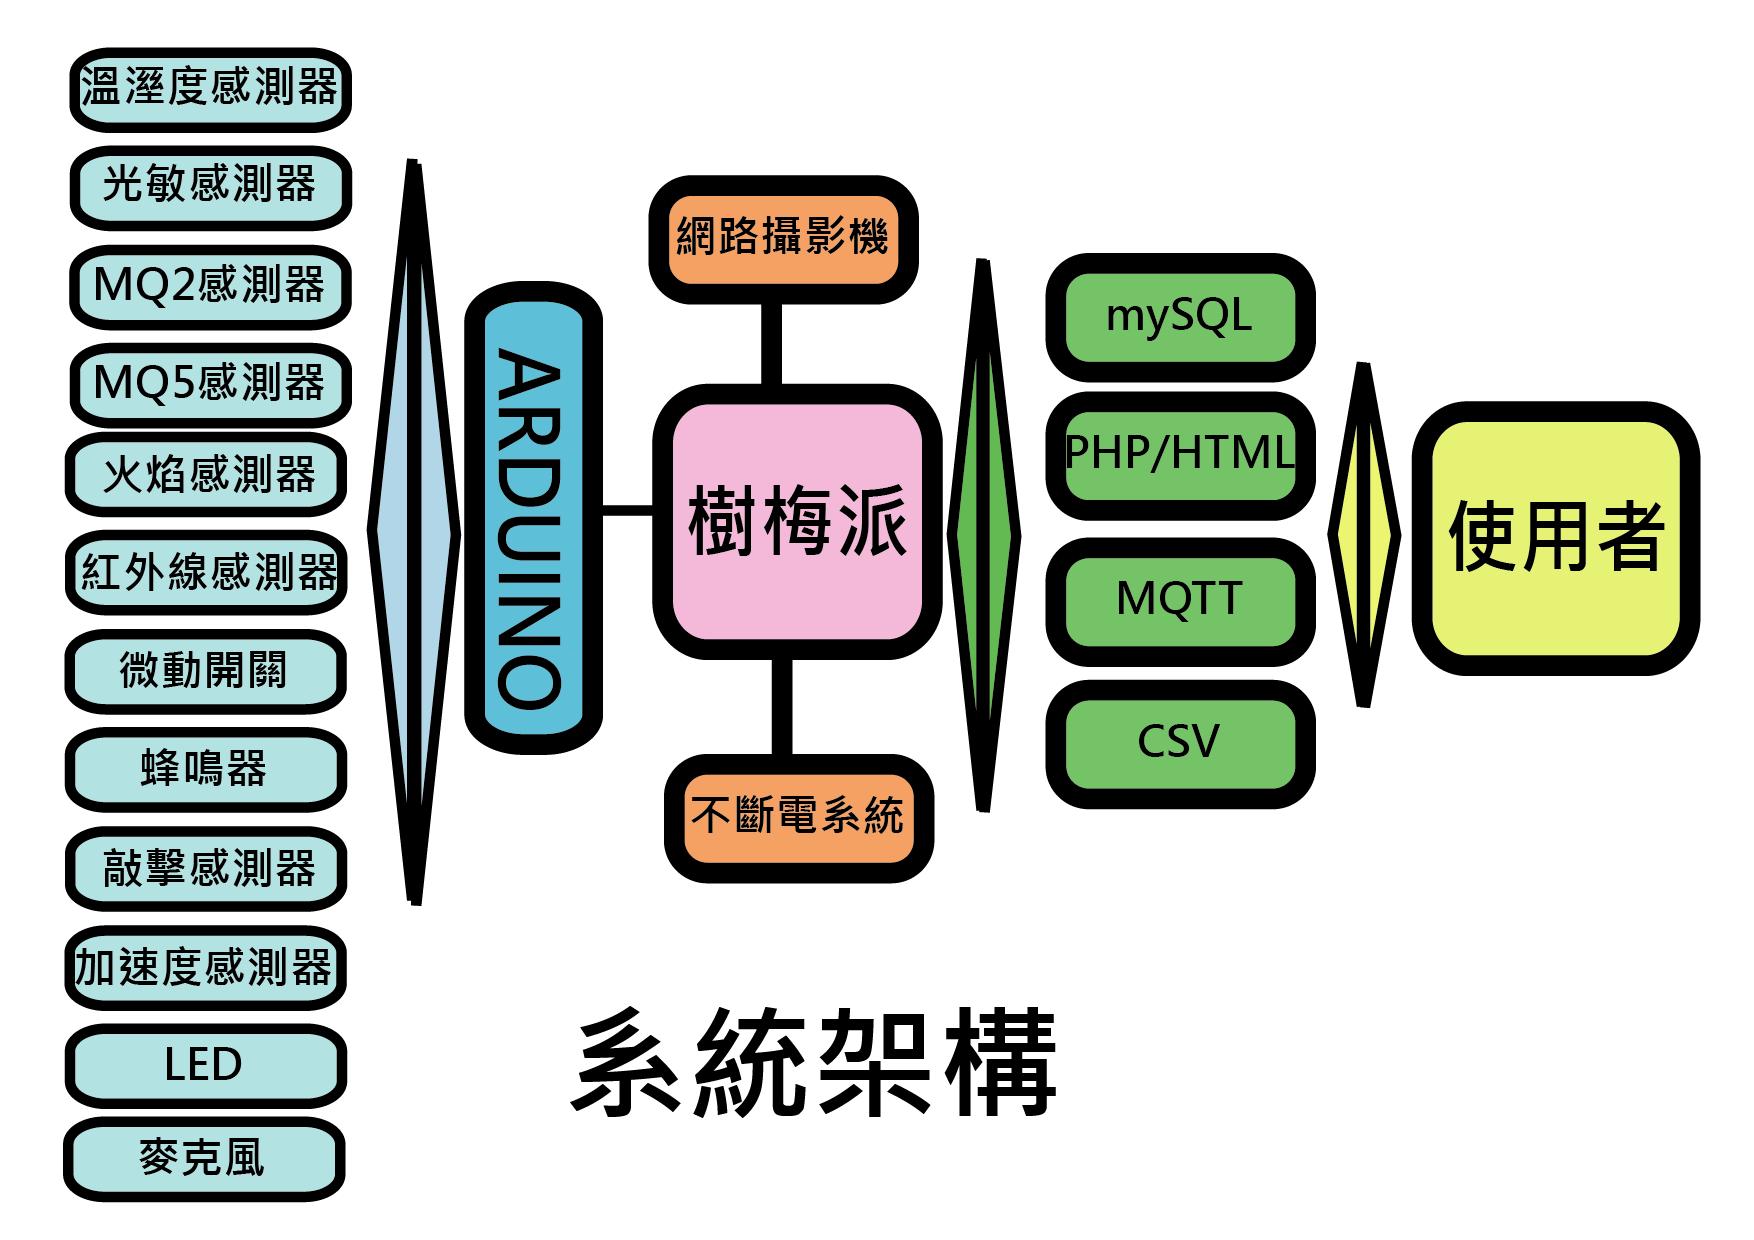 溫溼度感測器
光敏感測器
MQ2感測器
MQ5感測器
火焰感測器
紅外線感測器
微動開關
蜂鳴器
敲擊感測器
加速度感測器
LED
麥克風
ARDUINO
網路攝影機
樹梅派
不斷電系統
mySQL
PHP/HTML
MQTT
CSV
使用者
系統架構